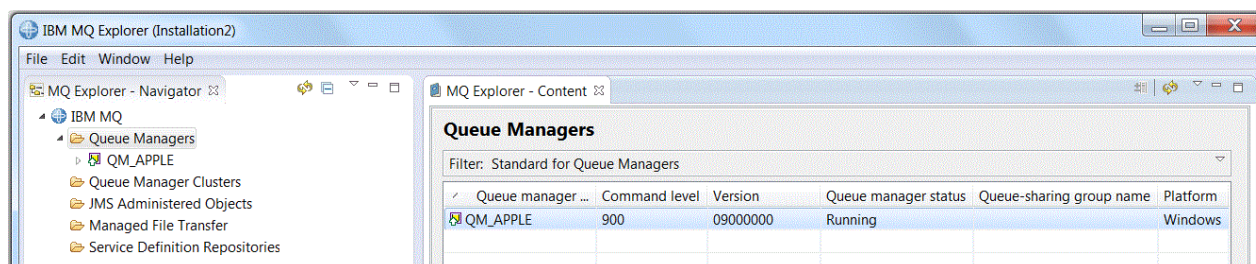 IBM MQ Explorer (Installation2)
File Edit Window Help
MQ Explorer - Navigator
IBM MQ
Queue Managers
QM_APPLE
Queue Manager Clusters
JMS Administered Objects
Managed File Transfer
Service Definition Repositories
MQ Explorer - Content
Queue Managers
Filter: Standard for Queue Managers
Queue manager ... Command level Version Queue manager status Queue-sharing group name Platform
QM_APPLE 900 09000000 Running Windows